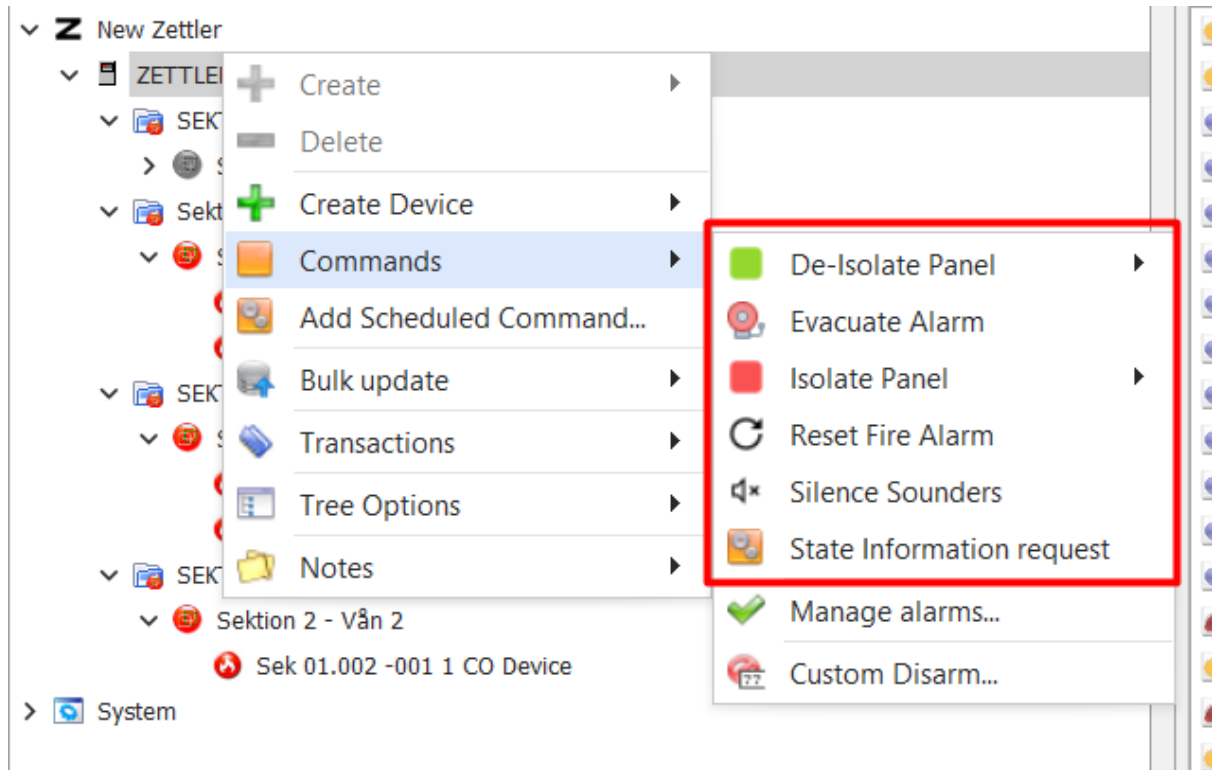 New Zettler
ZETTLE
SEK
Sekt
SEK
SEK
Sektion 2 - Vån 2
Sek 01.002 -001 1 CO Device
System
Create
Delete
Create Device
Commands
Add Scheduled Command...
Bulk update
Transactions
Tree Options
Notes
De-Isolate Panel
Evacuate Alarm
Isolate Panel
Reset Fire Alarm
Silence Sounders
State Information request
Manage alarms...
Custom Disarm...